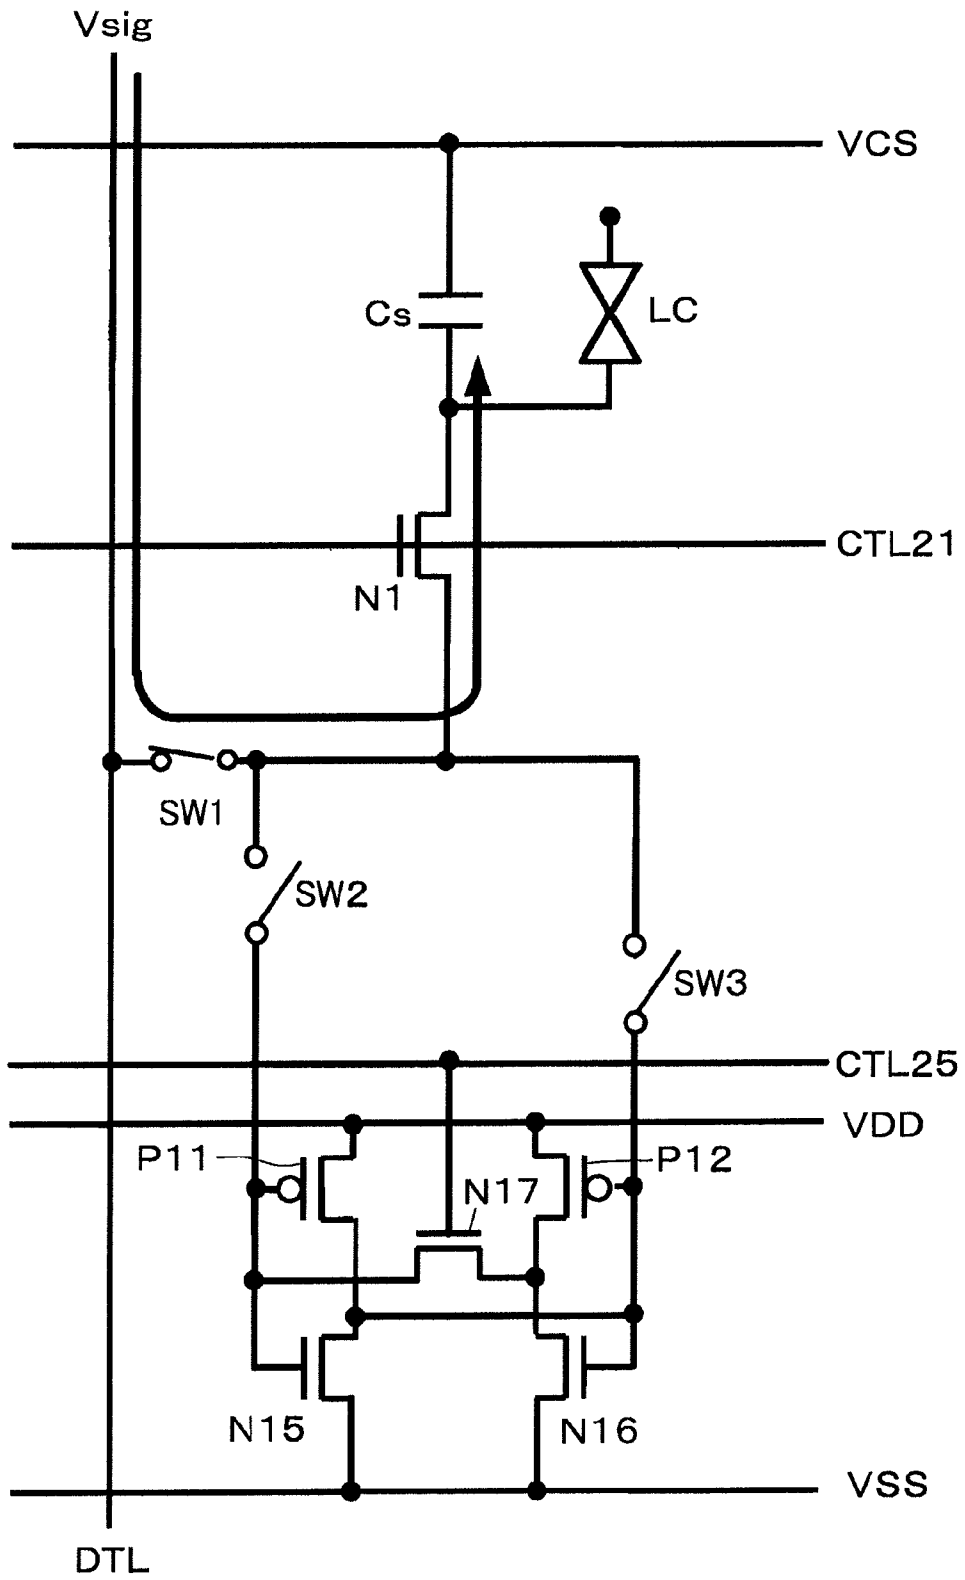 Vsig
VCS
Cs
LC
CTL21
N1
SW1
SW2
SW3
CTL25
VDD
P11
P12
N17
N15
N16
VSS
DTL